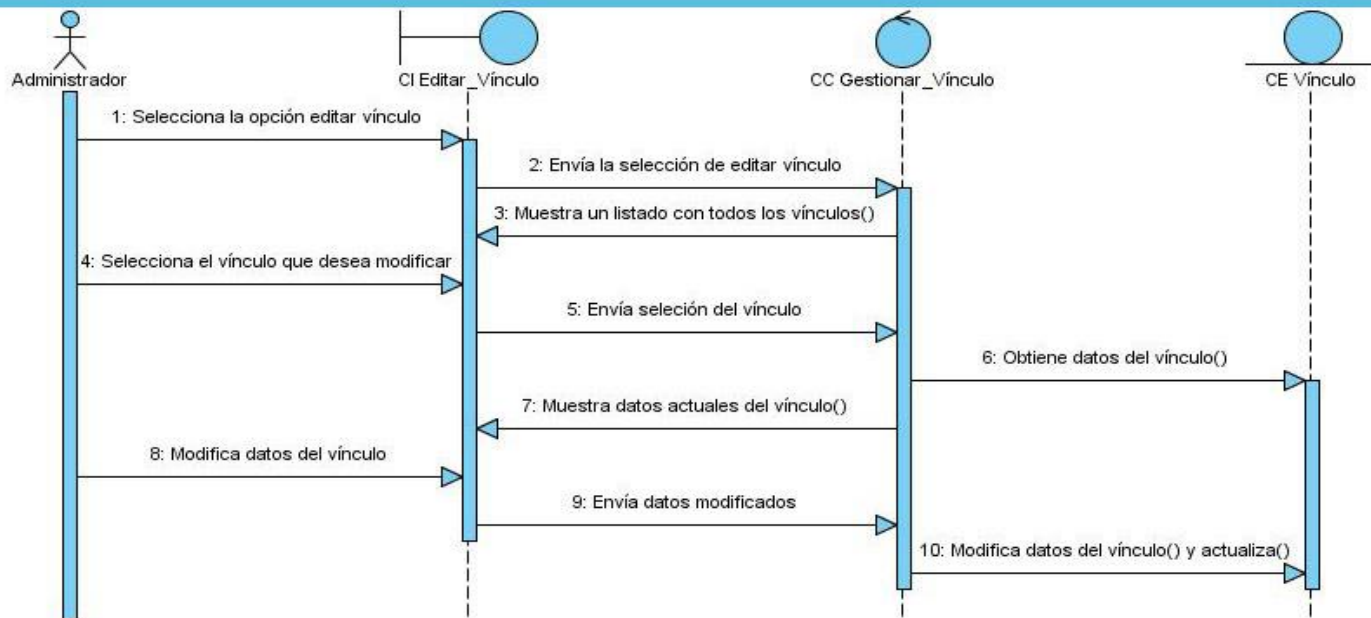 Administrador
CI Editar_Vínculo
CC Gestionar_Vínculo
CE Vínculo
1: Selecciona la opción editar vínculo
2: Envía la selección de editar vínculo
3: Muestra un listado con todos los vínculos()
4: Selecciona el vínculo que desea modificar
5: Envía seleción del vínculo
6: Obtiene datos del vínculo()
7: Muestra datos actuales del vínculo()
8: Modifica datos del vínculo
9: Envía datos modificados
10: Modifica datos del vínculo() y actualiza()